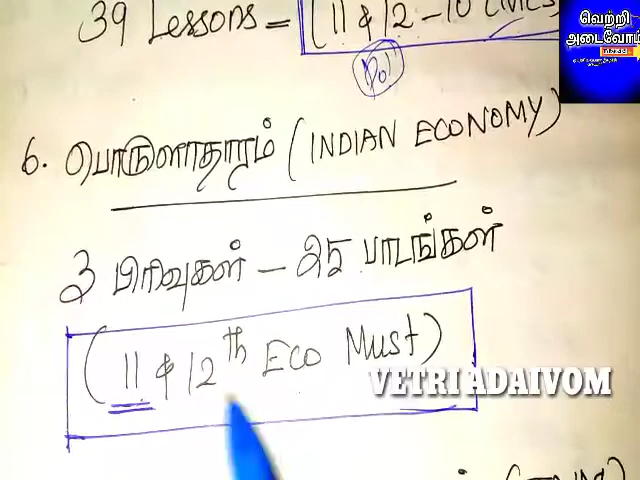 39 Lessons = (11 & 12 - 10 Civics
Pol
வெற்றி
அடைவோம்
6. பொருளாதாரம் (INDIAN ECONOMY)
3 பிரிவுகள் – 25 பாடங்கள்
(11 & 12th Eco Must)
VETRI ADAIVOM